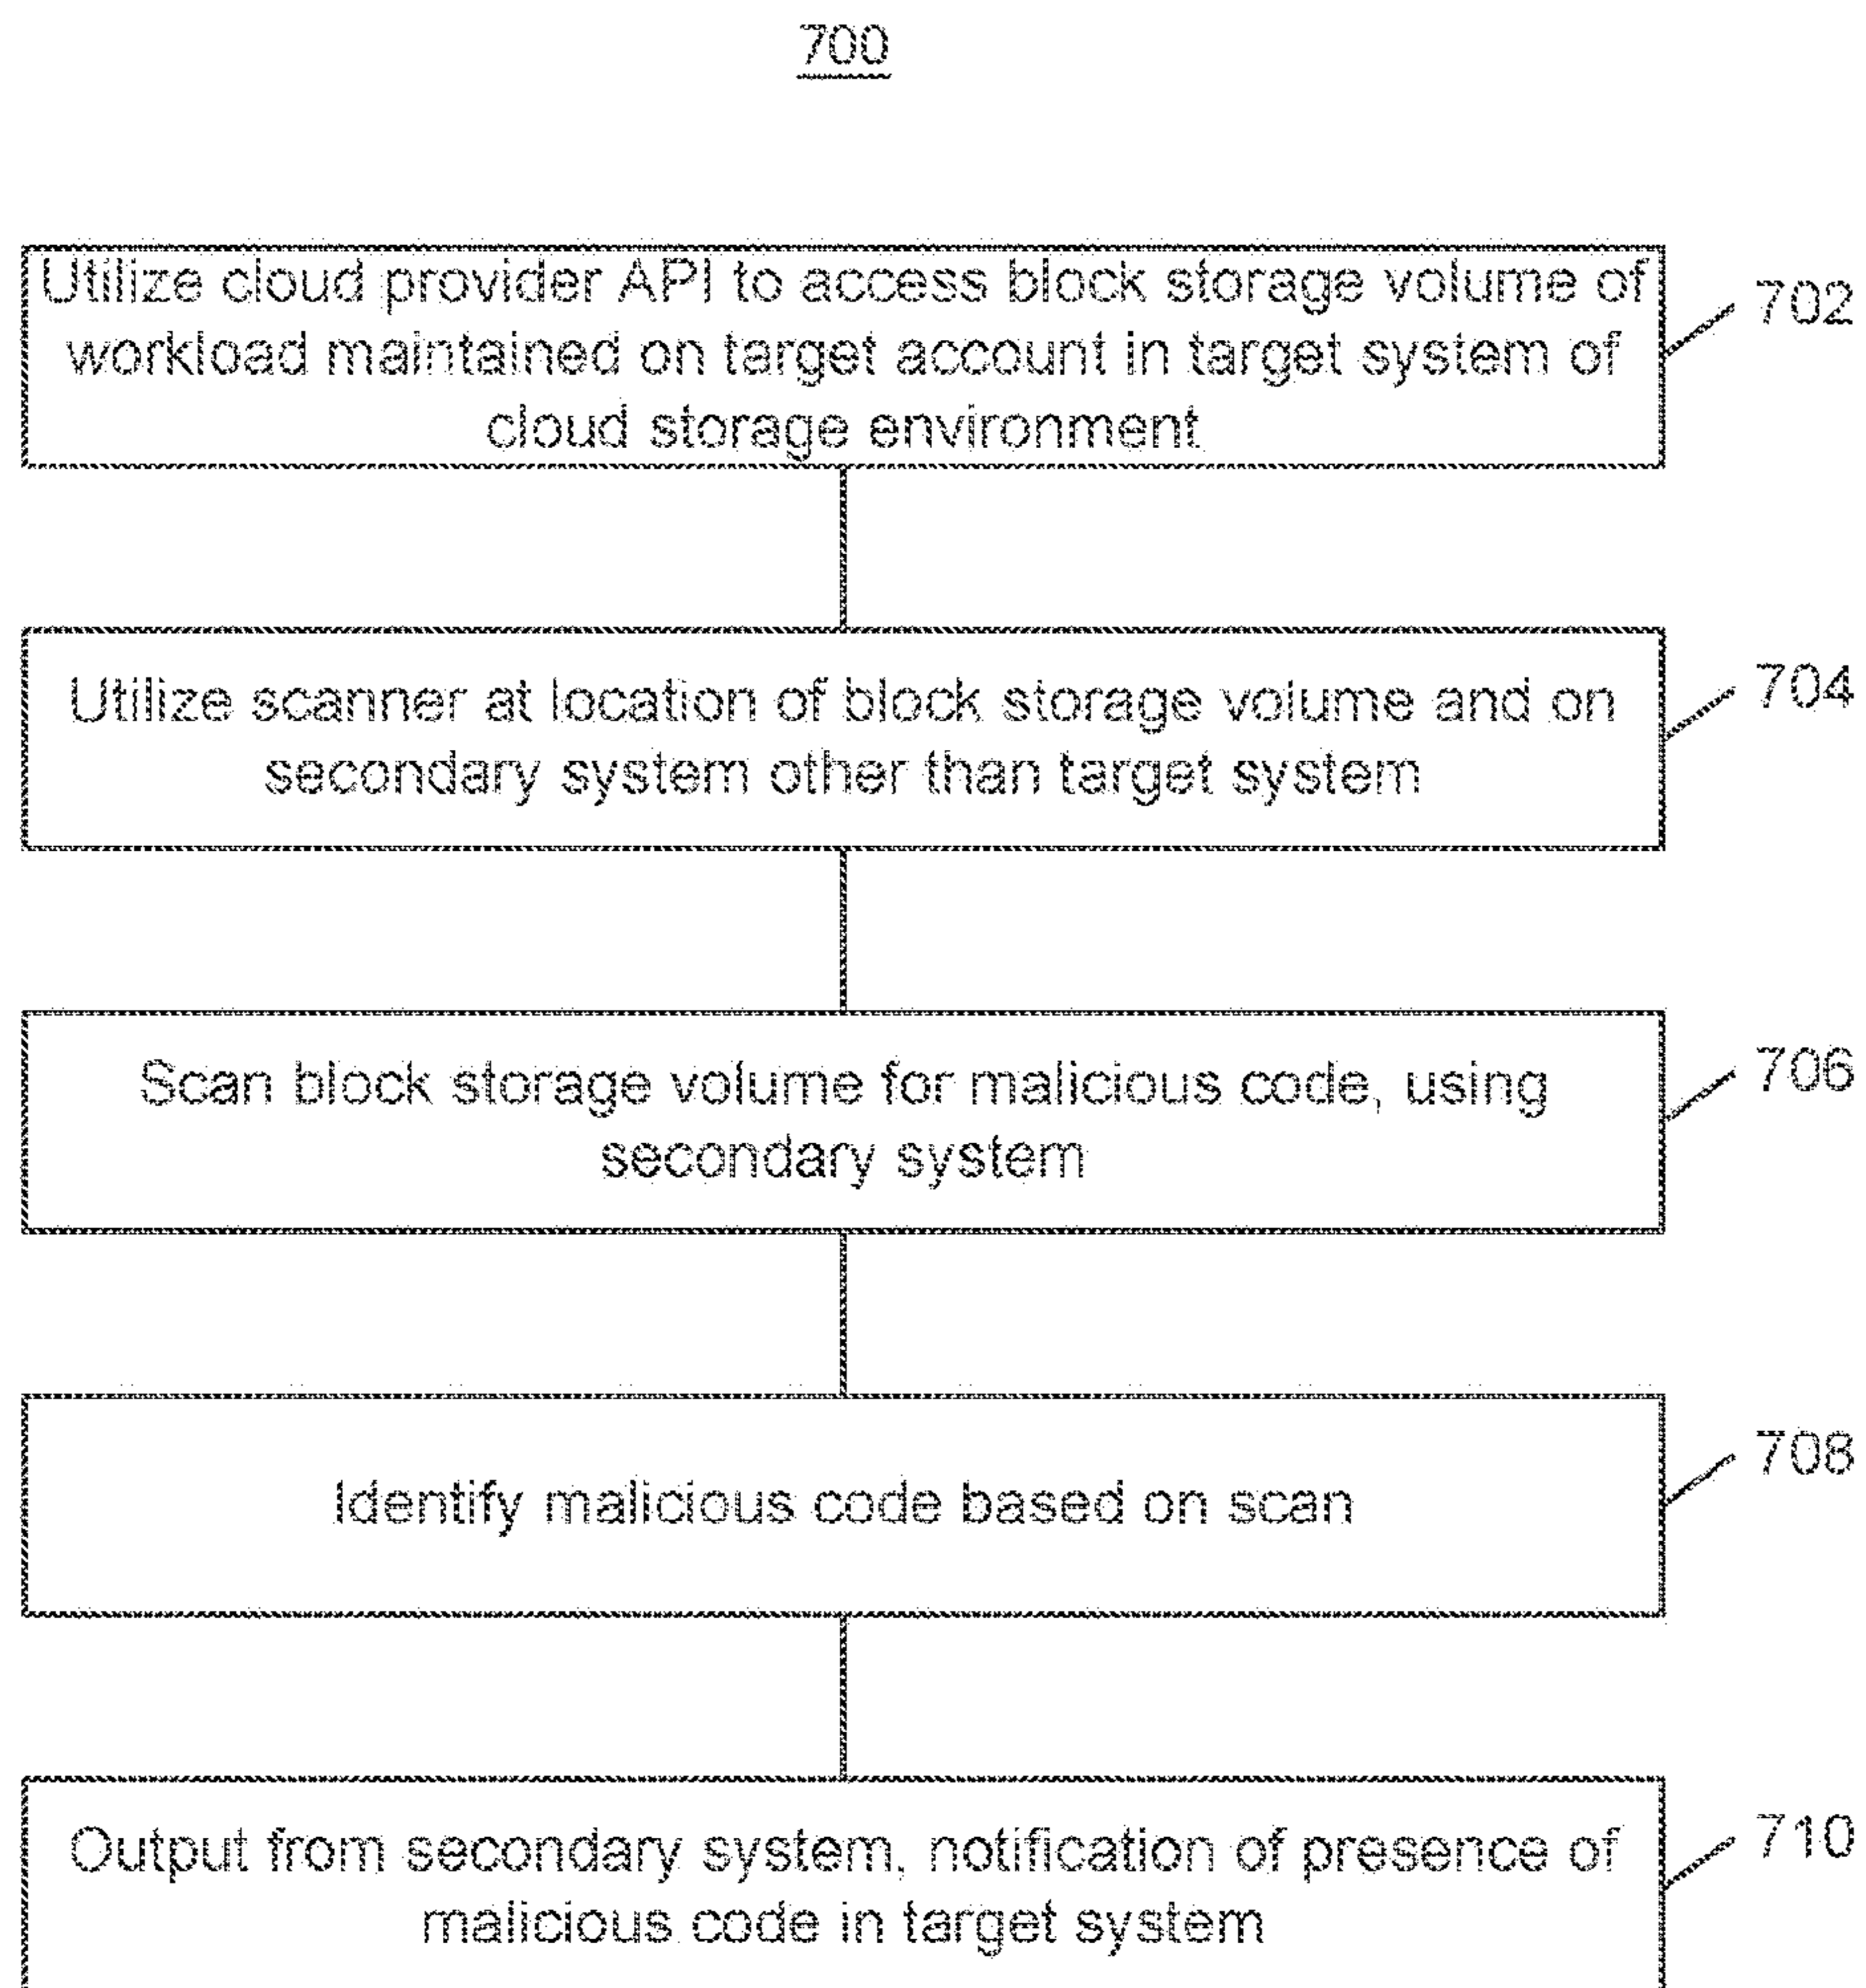 700
Utilize cloud provider API to access block storage volume of
workload maintained on target account in target system of
cloud storage environment
702
Utilize scanner at location of block storage volume and on
secondary system other than target system
704
Scan block storage volume for malicious code, using
secondary system
706
Identify malicious code based on scan
708
Output from secondary system, notification of presence of
malicious code in target system
710